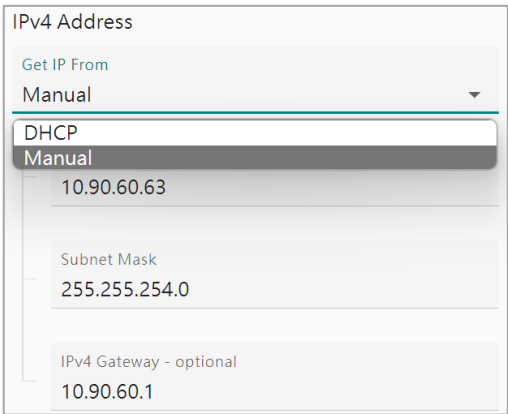 IPv4 Address
Get IP From
Manual
DHCP
Manual
10.90.60.63
Subnet Mask
255.255.254.0
IPv4 Gateway - optional
10.90.60.1